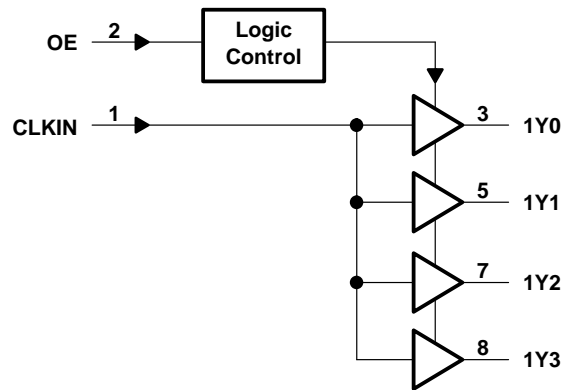 OE 2 Logic Control
CLKIN 1
3 1Y0
5 1Y1
7 1Y2
8 1Y3